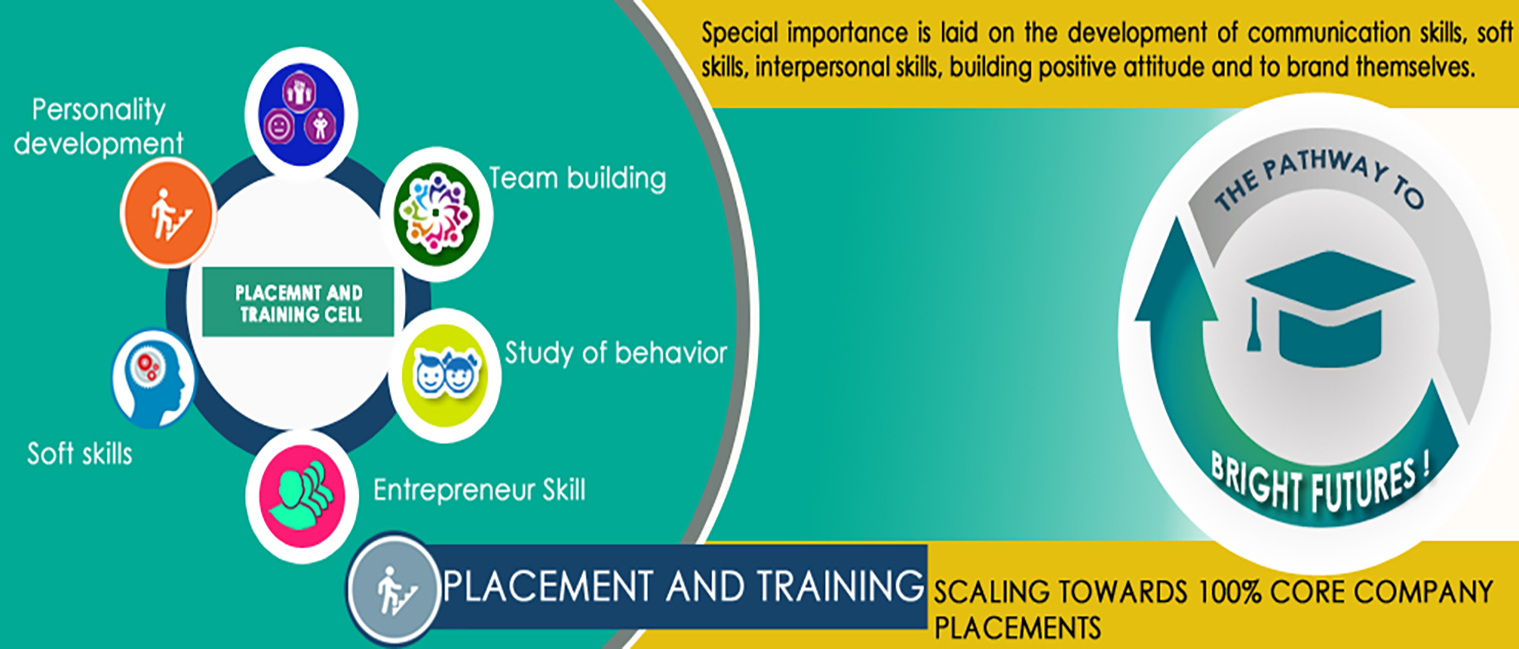 Special importance is laid on the development of communication skills, soft
skills, interpersonal skills, building positive attitude and to brand themselves.
Personality
development
Team building
PLACEMNT AND
TRAINING CELL
Study of behavior
Soft skills
Entrepreneur Skill
THE PATHWAY TO
BRIGHT FUTURES !
PLACEMENT AND TRAINING
SCALING TOWARDS 100% CORE COMPANY
PLACEMENTS